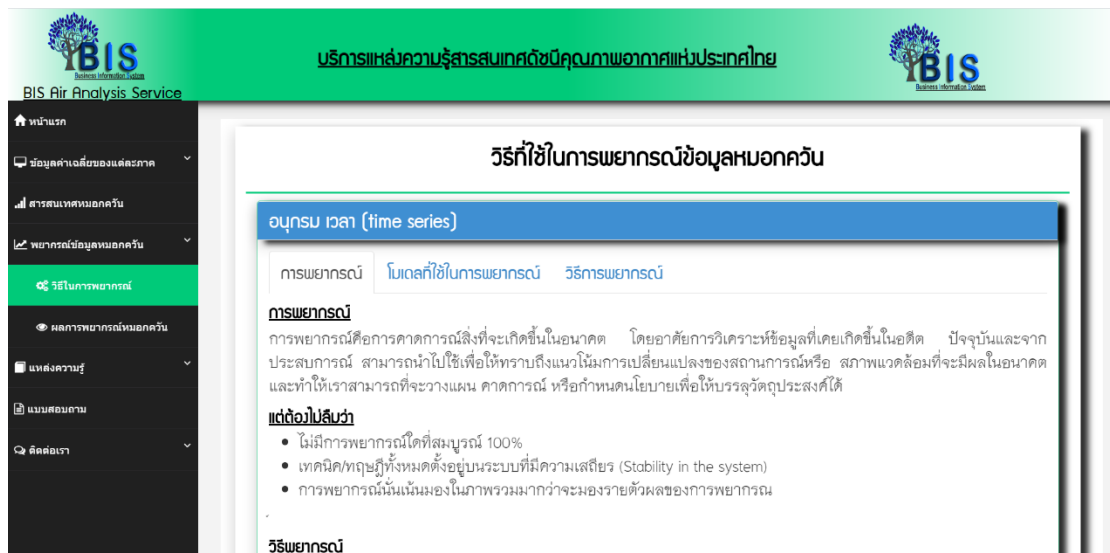 BIS
Business Information System
BIS Air Analysis Service
บริการแหล่งความรู้สารสนเทศดัชนีคุณภาพอากาศแห่งประเทศไทย
BIS
Business Information System
หน้าแรก
ข้อมูลค่าเฉลี่ยของแต่ละภาค
สารสนเทศหมอกควัน
พยากรณ์ข้อมูลหมอกควัน
วิธีในการพยากรณ์
ผลการพยากรณ์หมอกควัน
แหล่งความรู้
แบบสอบถาม
ติดต่อเรา
วิธีที่ใช้ในการพยากรณ์ข้อมูลหมอกควัน
อนุกรม เวลา (time series)
การพยากรณ์ โมเดลที่ใช้ในการพยากรณ์ วิธีการพยากรณ์
การพยากรณ์
การพยากรณ์คือการคาดการณ์สิ่งที่จะเกิดขึ้นในอนาคต โดยอาศัยการวิเคราะห์ข้อมูลที่เคยเกิดขึ้นในอดีต ปัจจุบันและจาก
ประสบการณ์ สามารถนำไปใช้เพื่อให้ทราบถึงแนวโน้มการเปลี่ยนแปลงของสถานการณ์หรือ สภาพแวดล้อมที่จะมีผลในอนาคต
และทำให้เราสามารถที่จะวางแผน คาดการณ์ หรือกำหนดนโยบายเพื่อให้บรรลุวัตถุประสงค์ได้
แต่ต้องไม่ลืมว่า
• ไม่มีการพยากรณ์ใดที่สมบูรณ์ 100%
• เทคนิค/ทฤษฎีทั้งหมดตั้งอยู่บนระบบที่มีความเสถียร (Stability in the system)
• การพยากรณ์นั่นเน้นมองในภาพรวมมากกว่าจะมองรายตัวผลของการพยากรณ
วิธีพยากรณ์